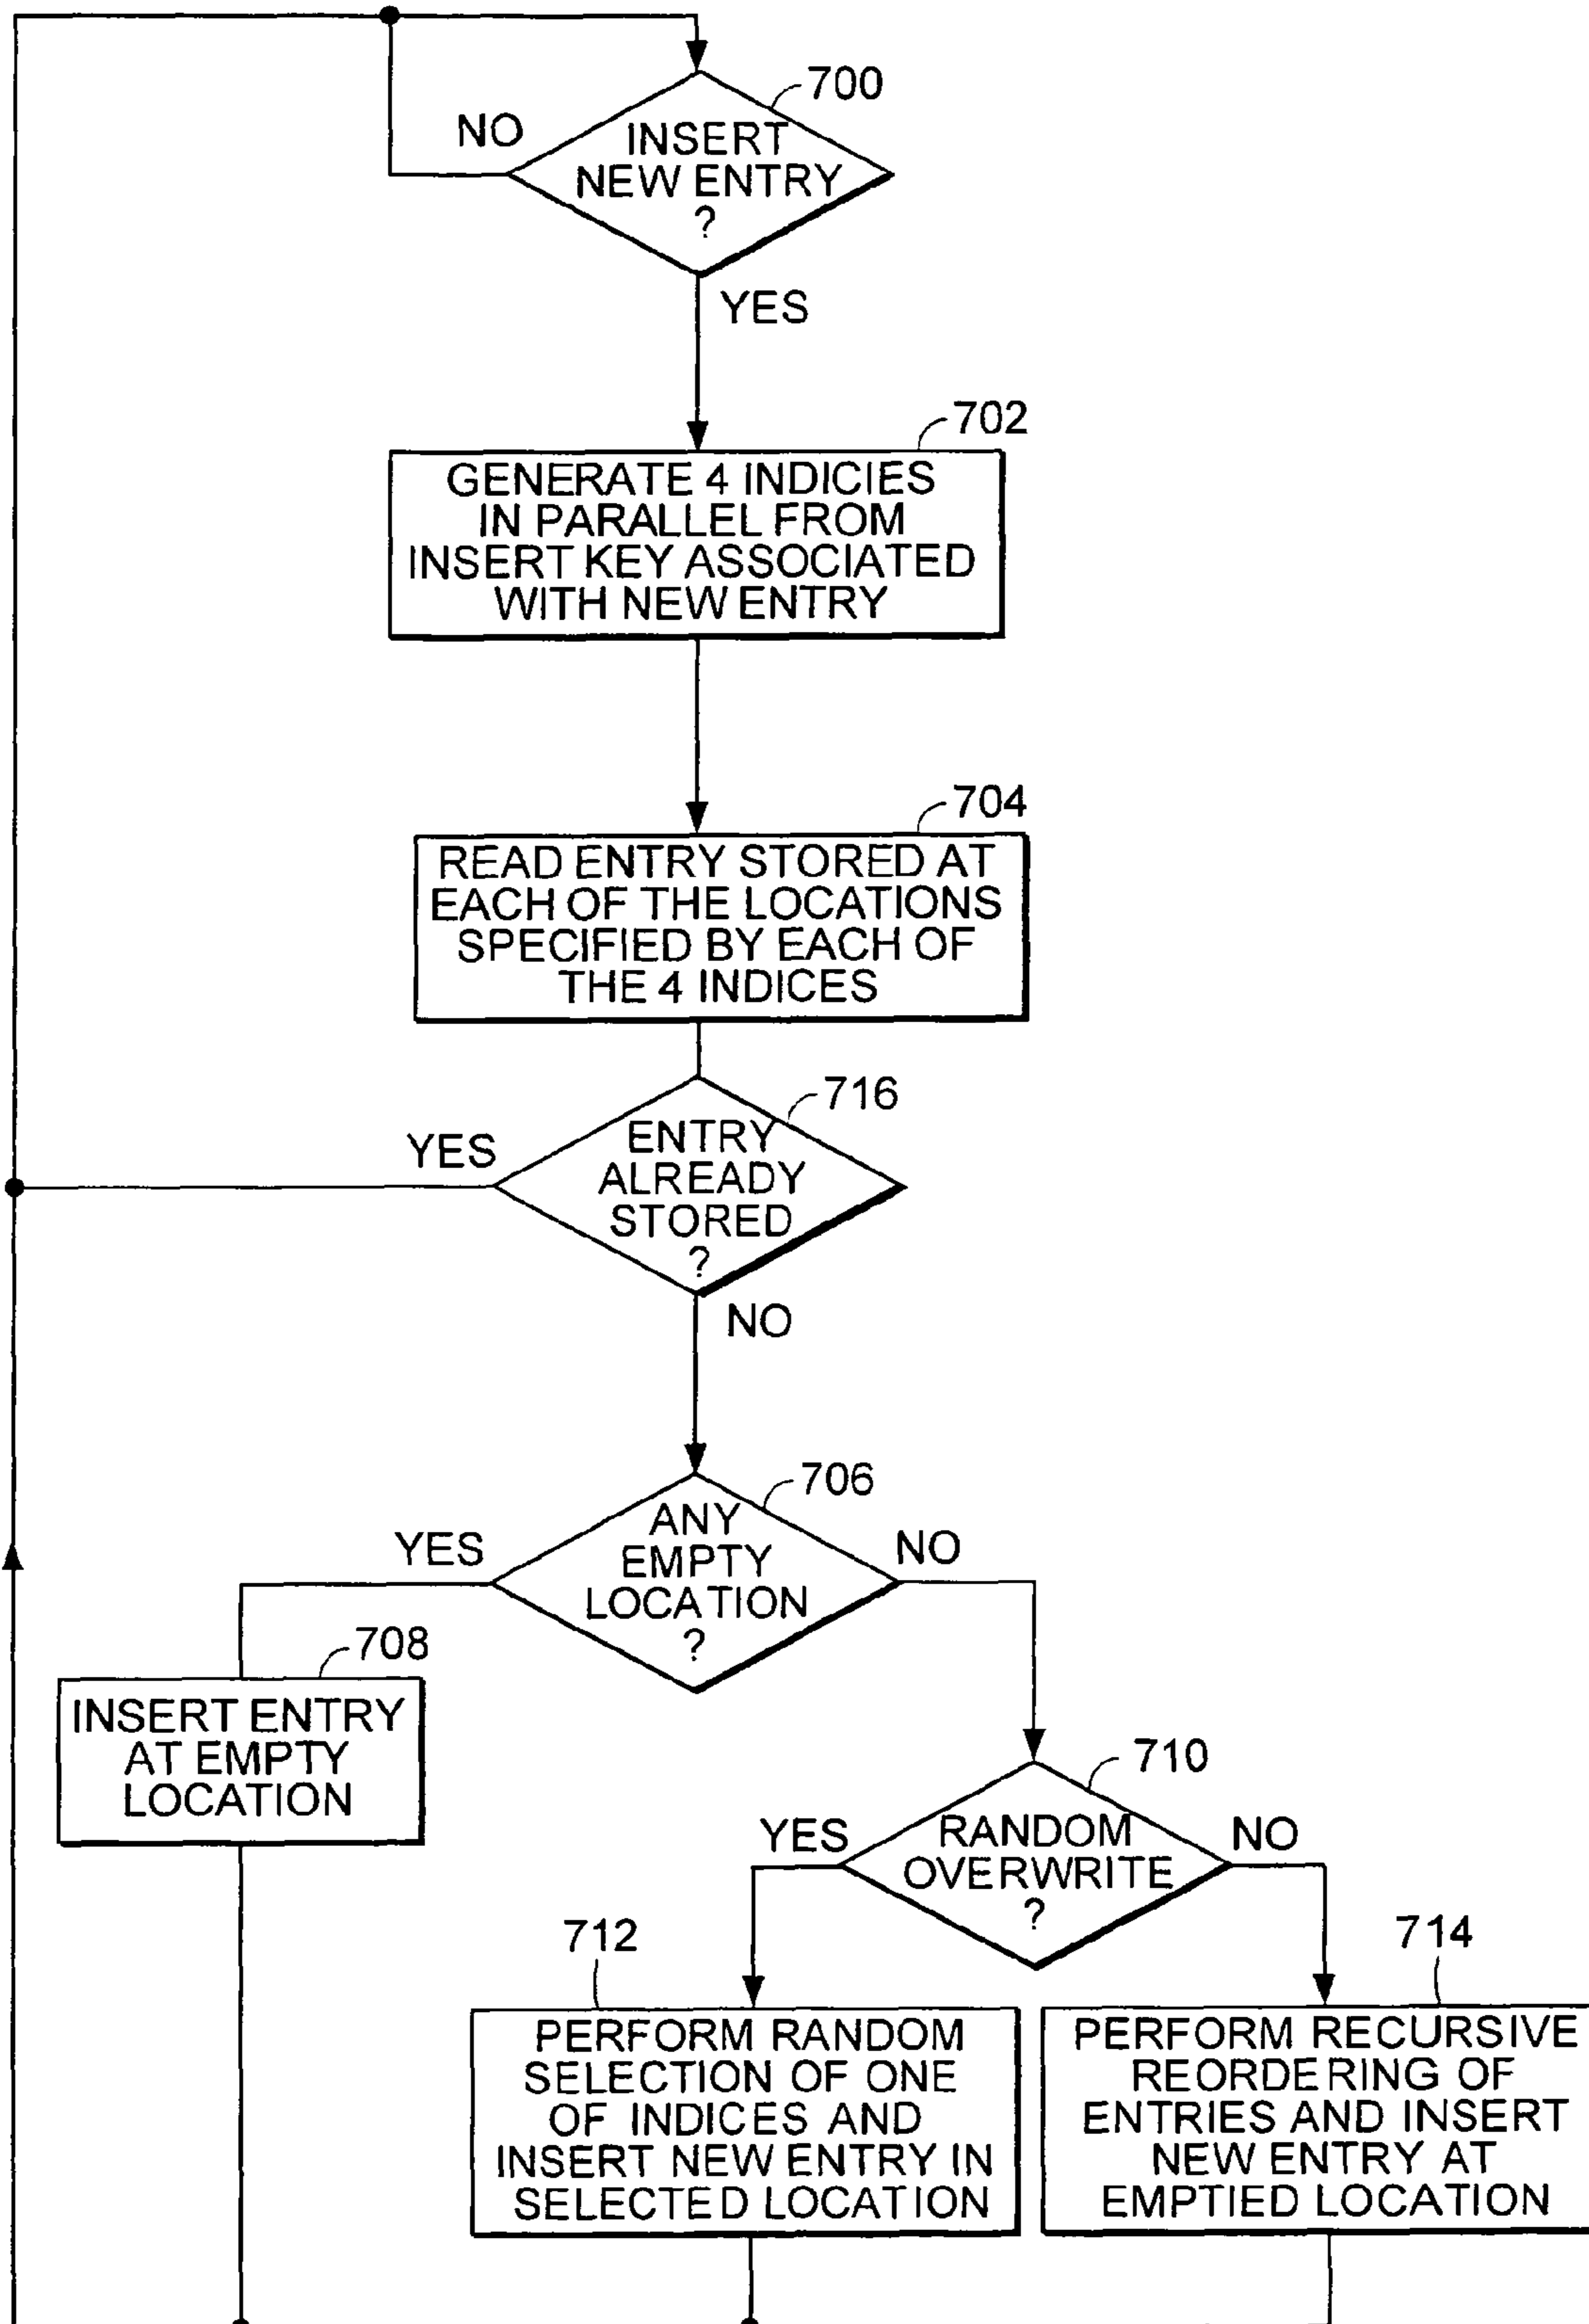 700
NO
INSERT
NEW ENTRY
?
YES
702
GENERATE 4 INDICIES
IN PARALLEL FROM
INSERT KEY ASSOCIATED
WITH NEW ENTRY
704
READ ENTRY STORED AT
EACH OF THE LOCATIONS
SPECIFIED BY EACH OF
THE 4 INDICES
716
YES
ENTRY
ALREADY
STORED
?
NO
706
YES
ANY
EMPTY
LOCATION
?
NO
708
INSERT ENTRY
AT EMPTY
LOCATION
710
YES
RANDOM
OVERWRITE
?
NO
712
PERFORM RANDOM
SELECTION OF ONE
OF INDICES AND
INSERT NEW ENTRY IN
SELECTED LOCATION
714
PERFORM RECURSIVE
REORDERING OF
ENTRIES AND INSERT
NEW ENTRY AT
EMPTIED LOCATION